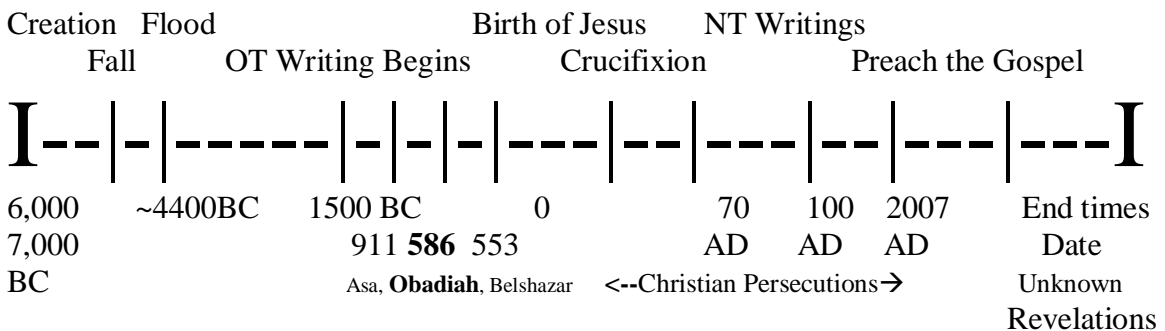 Creation Flood Birth of Jesus NT Writings
Fall OT Writing Begins Crucifixion Preach the Gospel
6,000 ~4400BC 1500 BC 0 70 100 2007 End times
7,000 911 586 553 AD AD AD Date
BC Asa, Obadiah, Belshazar <--Christian Persecutions→ Unknown
Revelations